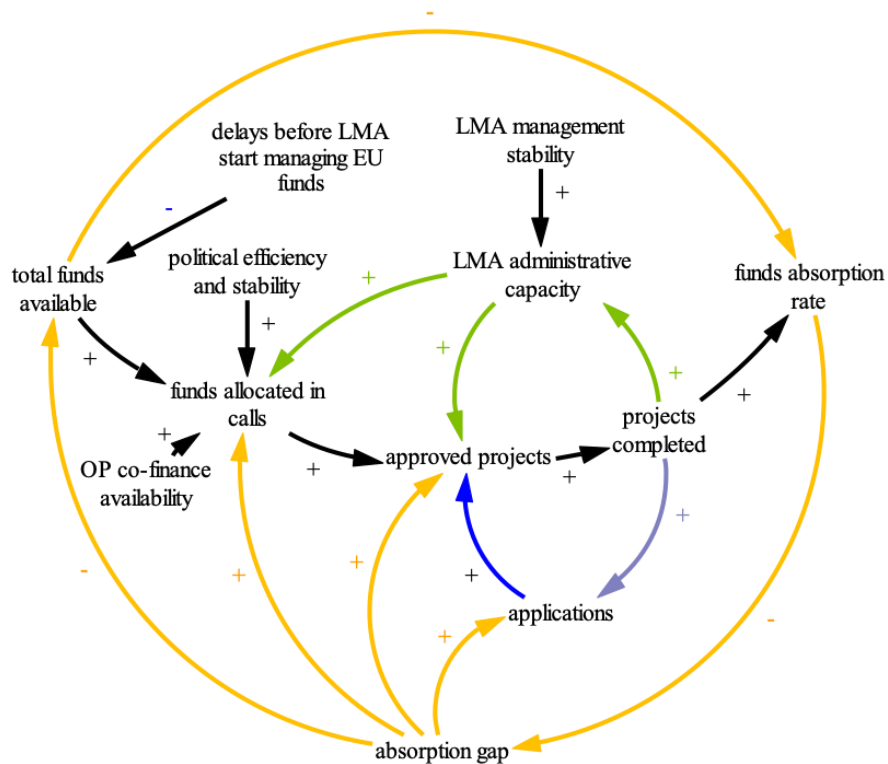 -
delays before LMA
start managing EU
funds
LMA management
stability
-
+
political efficiency
and stability
LMA administrative
capacity
total funds
available
funds absorption
rate
+
+
+
+
+
funds allocated in
calls
+
+
projects
completed
+
OP co-finance
availability
+
approved projects
+
+
-
+
+
+
applications
+
-
absorption gap